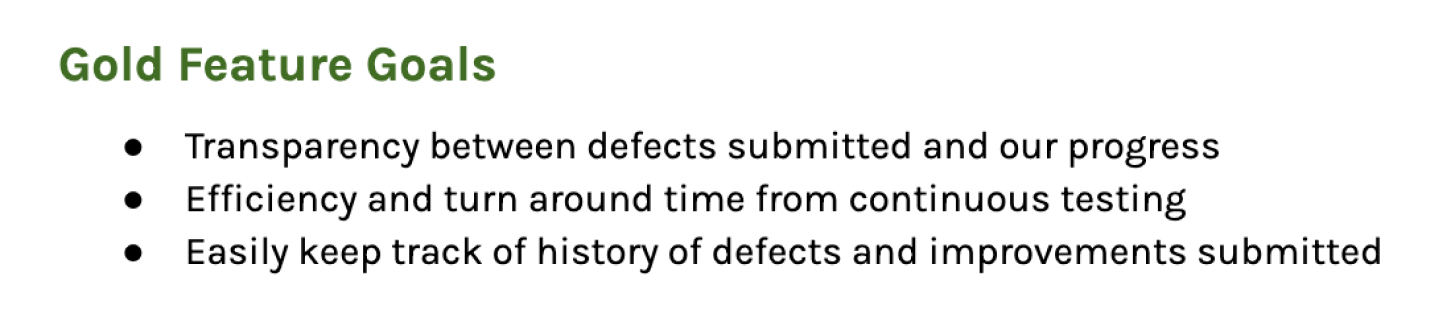 Gold Feature Goals
● Transparency between defects submitted and our progress
● Efficiency and turn around time from continuous testing
● Easily keep track of history of defects and improvements submitted